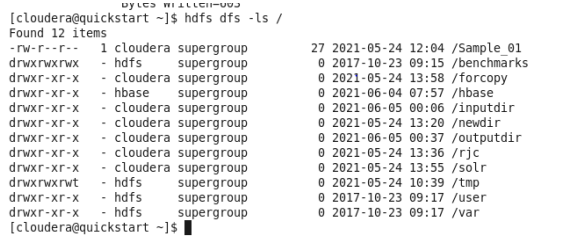 Bytes Written=605
[cloudera@quickstart ~]$ hdfs dfs -ls /
Found 12 items
-rw-r--r--   1 cloudera supergroup         27 2021-05-24 12:04 /Sample_01
drwxrwxrwx   - hdfs     supergroup          0 2017-10-23 09:15 /benchmarks
drwxr-xr-x   - cloudera supergroup          0 2021-05-24 13:58 /forcopy
drwxr-xr-x   - hbase    supergroup          0 2021-06-04 07:57 /hbase
drwxr-xr-x   - cloudera supergroup          0 2021-06-05 00:06 /inputdir
drwxr-xr-x   - cloudera supergroup          0 2021-05-24 13:20 /newdir
drwxr-xr-x   - cloudera supergroup          0 2021-06-05 00:37 /outputdir
drwxr-xr-x   - cloudera supergroup          0 2021-05-24 13:36 /rjc
drwxr-xr-x   - cloudera supergroup          0 2021-05-24 13:55 /solr
drwxrwxrwt   - hdfs     supergroup          0 2021-05-24 10:39 /tmp
drwxr-xr-x   - hdfs     supergroup          0 2017-10-23 09:17 /user
drwxr-xr-x   - hdfs     supergroup          0 2017-10-23 09:17 /var
[cloudera@quickstart ~]$